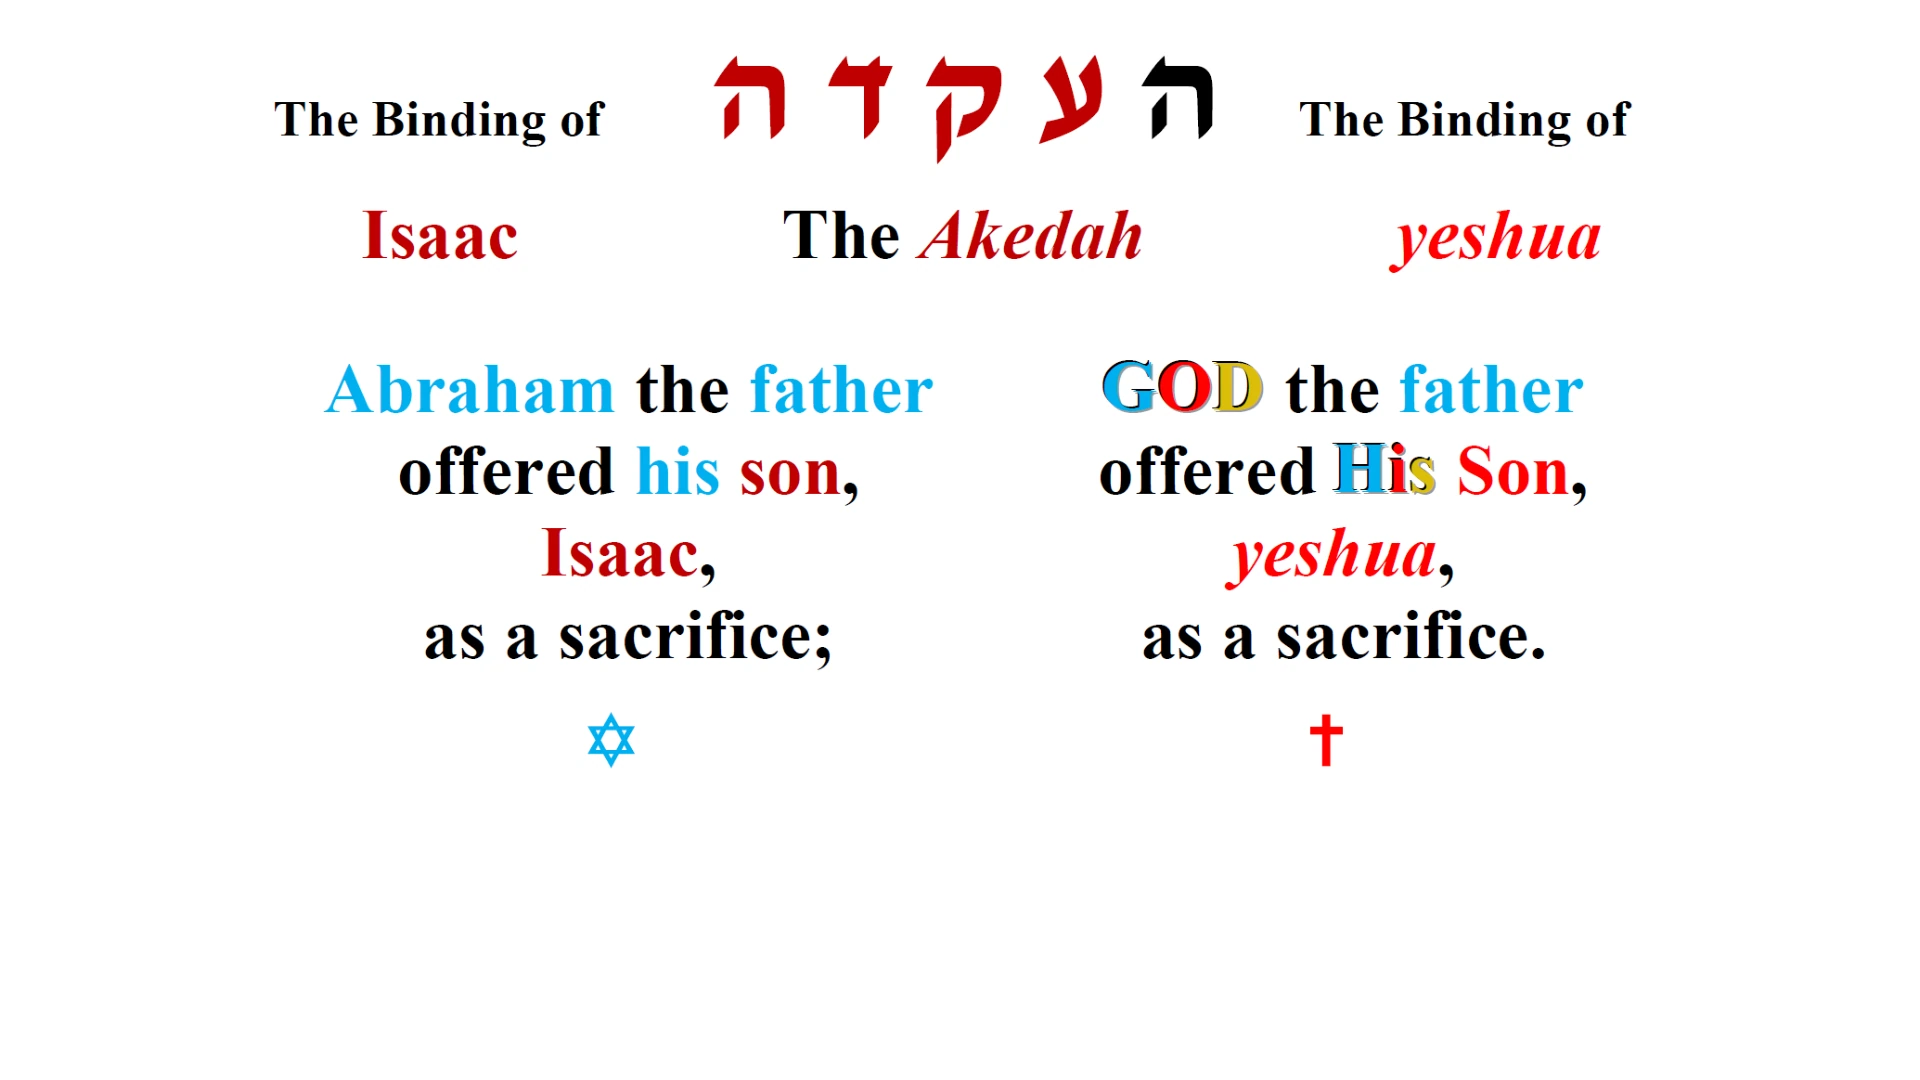 The Binding of העקדה The Binding of
Isaac The Akedah yeshua
Abraham the father
offered his son,
Isaac,
as a sacrifice;
✡
GOD the father
offered His Son,
yeshua,
as a sacrifice.
✝